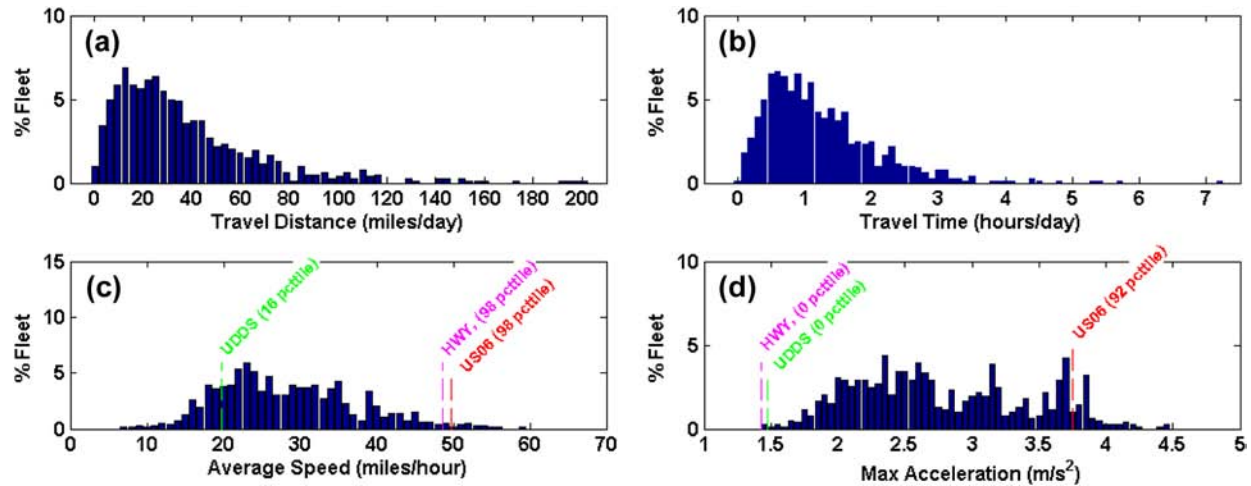 (a)
% Fleet
10
5
0
0 20 40 60 80 100 120 140 160 180 200
Travel Distance (miles/day)
(b)
% Fleet
10
5
0
0 1 2 3 4 5 6 7
Travel Time (hours/day)
(c)
% Fleet
15
10
5
0
UDDS (16 pcttile)
HWY, (98 pcttile)
US06 (98 pcttile)
0 10 20 30 40 50 60 70
Average Speed (miles/hour)
(d)
% Fleet
10
5
0
HWY, (0 pcttile)
UDDS (0 pcttile)
US06 (92 pcttile)
1 1.5 2 2.5 3 3.5 4 4.5 5
Max Acceleration (m/s²)